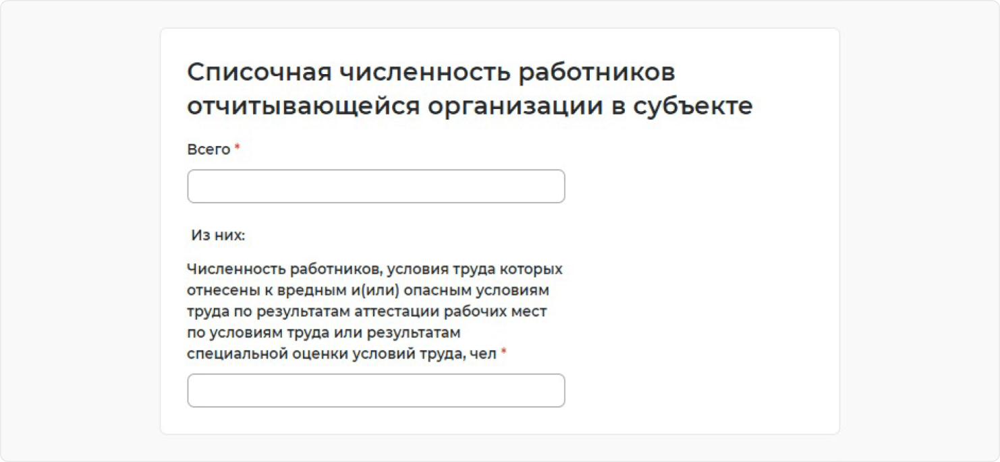 Списочная численность работников
отчитывающейся организации в субъекте
Всего *
Из них:
Численность работников, условия труда которых
отнесены к вредным и(или) опасным условиям
труда по результатам аттестации рабочих мест
по условиям труда или результатам
специальной оценки условий труда, чел *